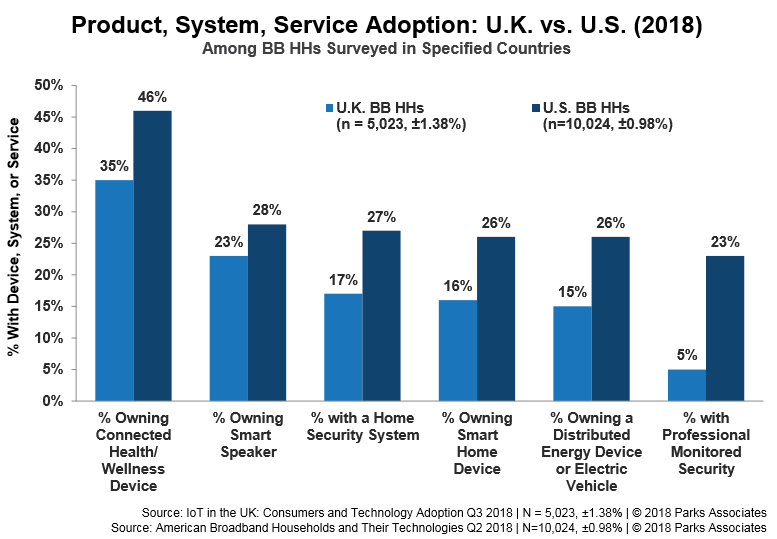 Product, System, Service Adoption: U.K. vs. U.S. (2018)
Among BB HHs Surveyed in Specified Countries
% With Device, System, or Service
50%
45%
40%
35%
30%
25%
20%
15%
10%
5%
0%
U.K. BB HHs
(n = 5,023, ±1.38%)
U.S. BB HHs
(n=10,024, ±0.98%)
35%
46%
23%
28%
17%
27%
16%
26%
15%
26%
5%
23%
% Owning
Connected
Health/
Wellness
Device
% Owning
Smart
Speaker
% with a Home
Security System
% Owning
Smart
Home
Device
% Owning a
Distributed
Energy Device
or Electric
Vehicle
% with
Professional
Monitored
Security
Source: IoT in the UK: Consumers and Technology Adoption Q3 2018 | N = 5,023, ±1.38% | © 2018 Parks Associates
Source: American Broadband Households and Their Technologies Q2 2018 | N=10,024, ±0.98% | © 2018 Parks Associates